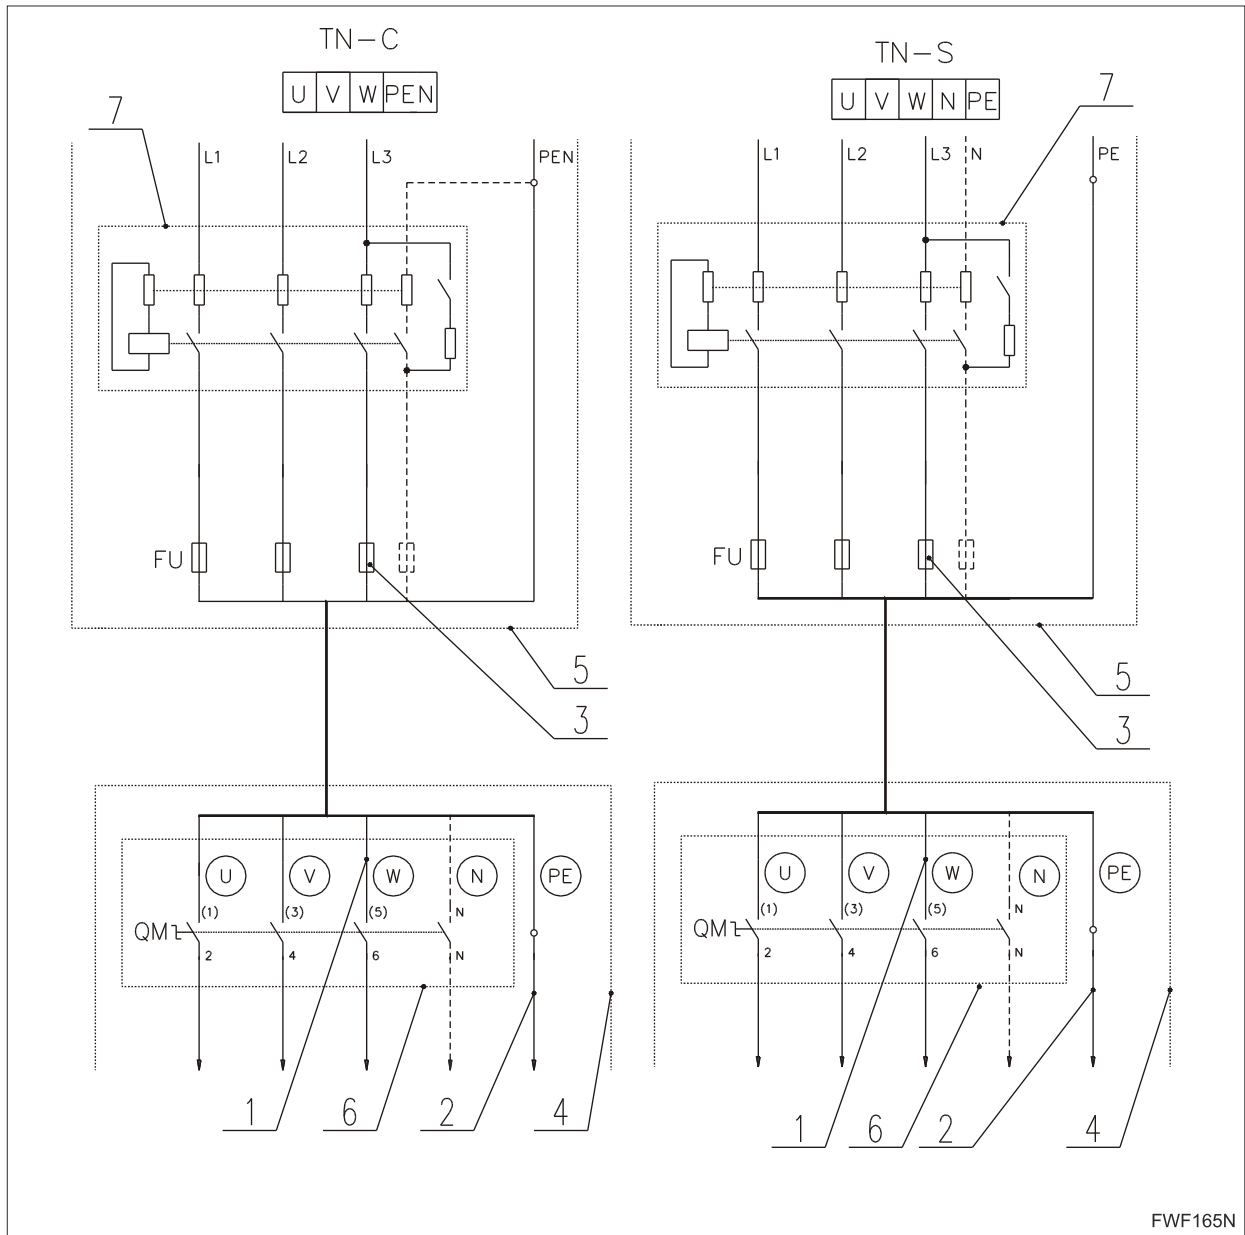 TN-C
U V W PEN
7
L1 L2 L3 PEN
FU
5
3
U V W N PE
(1) (3) (5) N
QM
2 4 6 N
1 6 2 4
TN-S
U V W N PE
7
L1 L2 L3 N PE
FU
5
3
U V W N PE
(1) (3) (5) N
QM
2 4 6 N
1 6 2 4
FWF165N